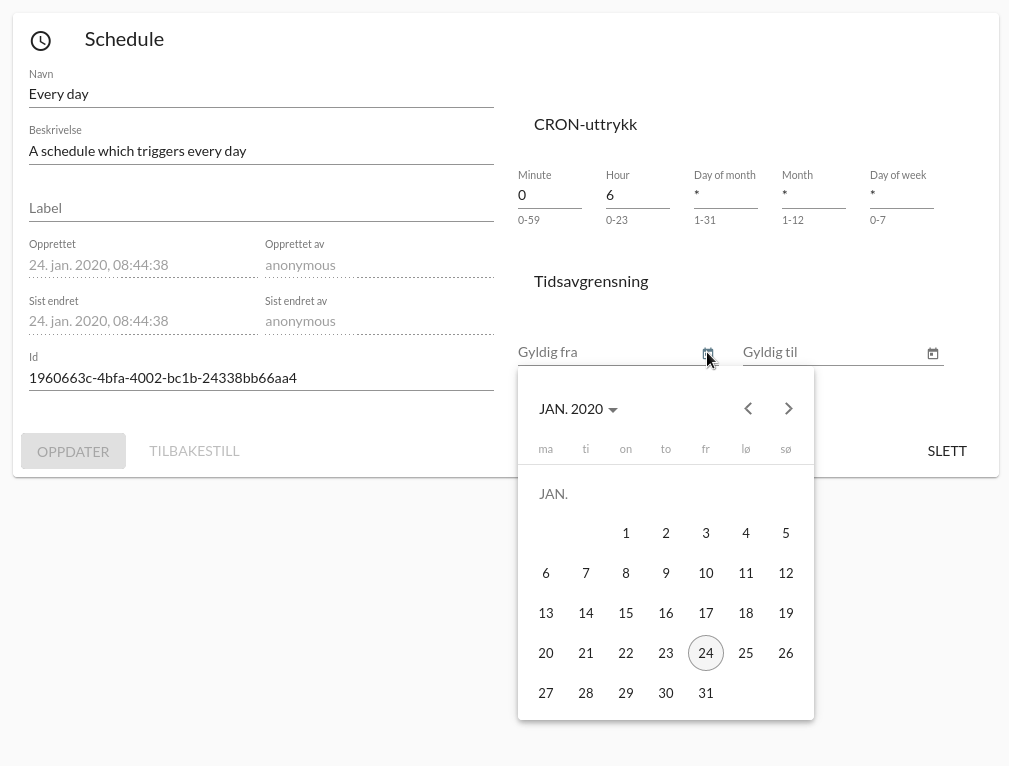 Schedule
Navn
Every day
Beskrivelse
A schedule which triggers every day
Label
Opprettet Opprettet av
24. jan. 2020, 08:44:38 anonymous
Sist endret Sist endret av
24. jan. 2020, 08:44:38 anonymous
Id
1960663c-4bfa-4002-bc1b-24338bb66aa4
OPPDATER TILBAKESTILL
CRON-uttrykk
Minute Hour Day of month Month Day of week
0 6 * * *
0-59 0-23 1-31 1-12 0-7
Tidsavgrensning
Gyldig fra Gyldig til
JAN. 2020
ma ti on to fr lø sø
JAN.
1 2 3 4 5
6 7 8 9 10 11 12
13 14 15 16 17 18 19
20 21 22 23 24 25 26
27 28 29 30 31
SLETT